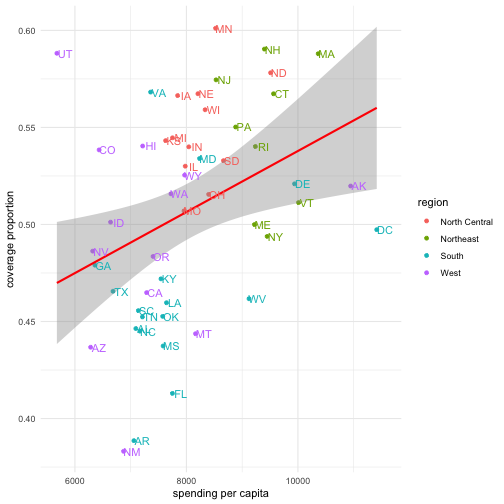 0.60
0.55
0.50
0.45
0.40
coverage proportion
MN
UT
NH
MA
ND
NJ
VA
IA
NE
CT
WI
PA
MI
KS
HI
IN
RI
CO
MD
SD
IL
WY
DE
AK
WA
OH
VT
MO
ID
ME
DC
NY
NV
OR
GA
KY
TX
CA
WV
LA
SC
TN
OK
AL
NC
MT
AZ
MS
FL
AR
NM
6000
8000
10000
spending per capita
region
North Central
Northeast
South
West